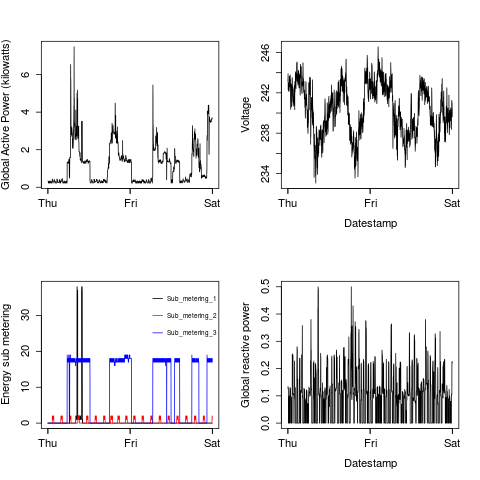 Global Active Power (kilowatts)
0 2 4 6
Thu Fri Sat
Voltage
234 238 242 246
Thu Fri Sat
Datestamp
Energy sub metering
0 10 20 30
Sub_metering_1
Sub_metering_2
Sub_metering_3
Thu Fri Sat
Global reactive power
0.0 0.1 0.2 0.3 0.4 0.5
Thu Fri Sat
Datestamp